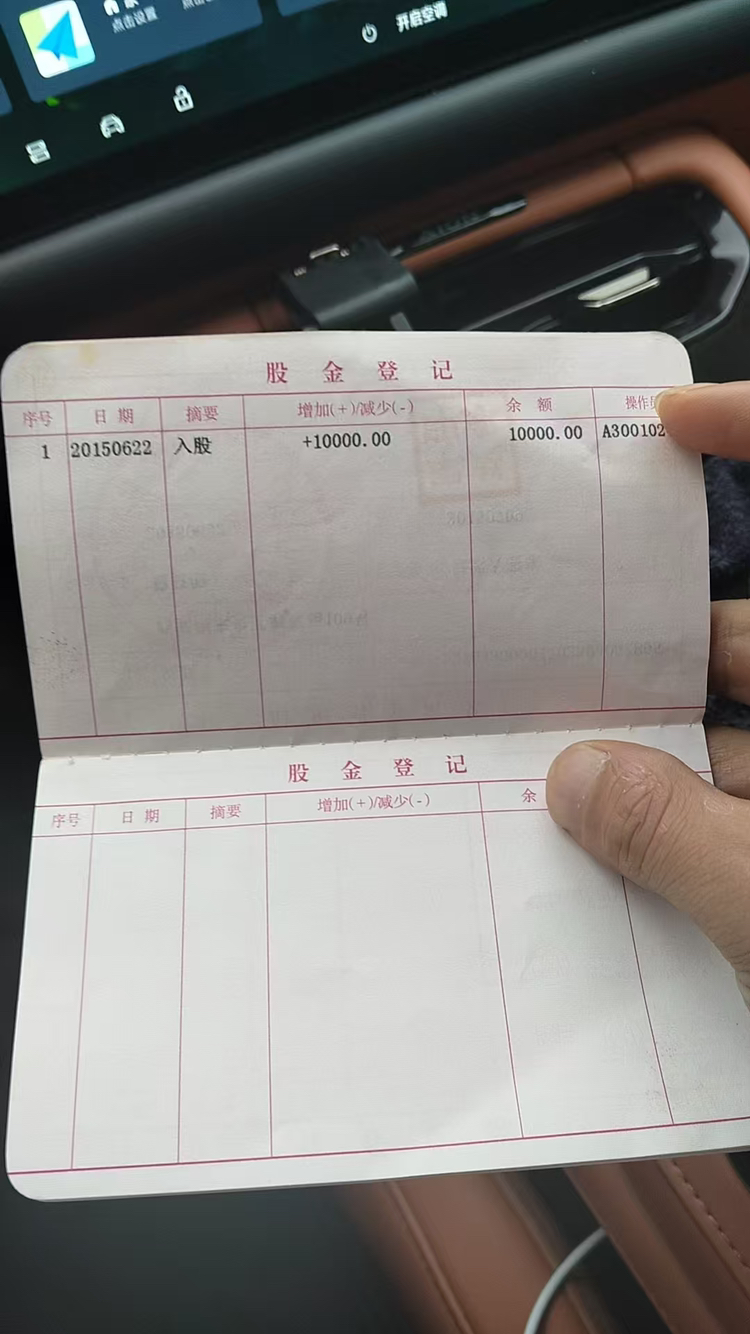 点击设置
开启空调
股金登记
序号 日期 摘要 增加(+)/减少(-) 余额 操作
1 20150622 入股 +10000.00 10000.00 A300102
股金登记
序号 日期 摘要 增加(+)/减少(-) 余